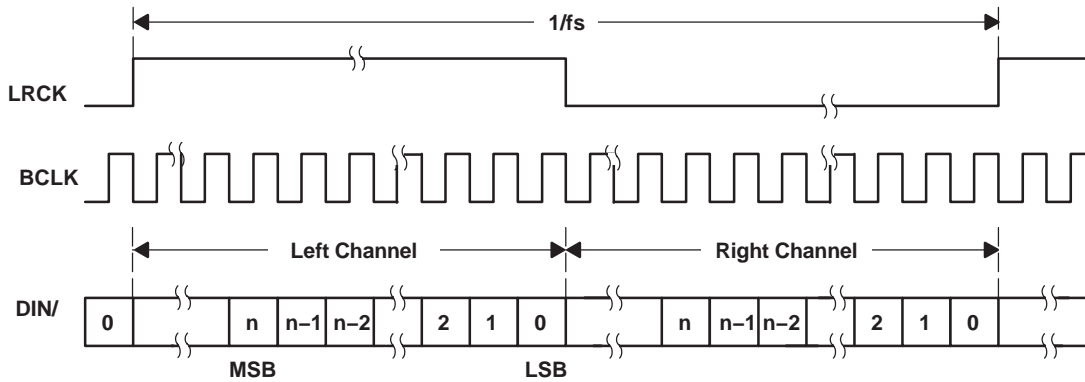 1/fs
LRCK
BCLK
Left Channel Right Channel
DIN/ 0 n n−1 n−2 2 1 0 n n−1 n−2 2 1 0
MSB LSB